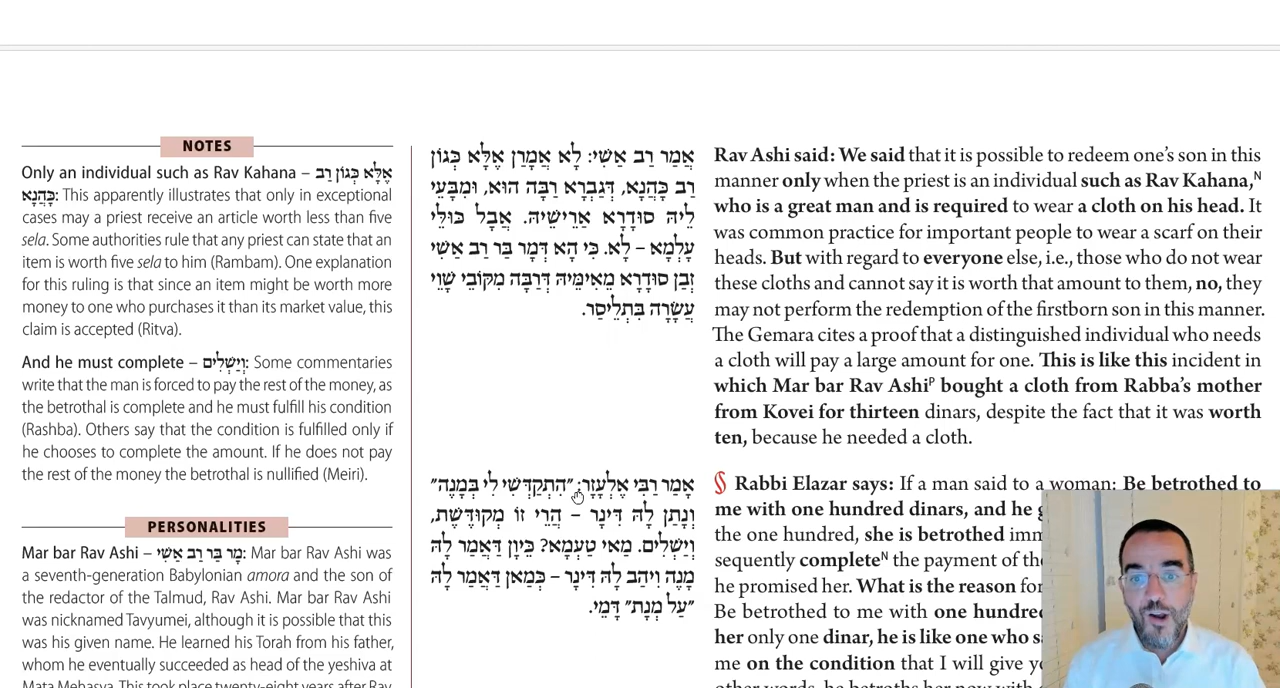 NOTES
Only an individual such as Rav Kahana – אֶלָּא כְּגוֹן רַב
כָּהֲנָא: This apparently illustrates that only in exceptional
cases may a priest receive an article worth less than five
sela. Some authorities rule that any priest can state that an
item is worth five sela to him (Rambam). One explanation
for this ruling is that since an item might be worth more
money to one who purchases it than its market value, this
claim is accepted (Ritva).
And he must complete – וְיַשְׁלִים: Some commentaries
write that the man is forced to pay the rest of the money, as
the betrothal is complete and he must fulfill his condition
(Rashba). Others say that the condition is fulfilled only if
he chooses to complete the amount. If he does not pay
the rest of the money the betrothal is nullified (Meiri).
PERSONALITIES
Mar bar Rav Ashi – מָר בַּר רַב אָשֵׁי: Mar bar Rav Ashi was
a seventh-generation Babylonian amora and the son of
the redactor of the Talmud, Rav Ashi. Mar bar Rav Ashi
was nicknamed Tavyumei, although it is possible that this
was his given name. He learned his Torah from his father,
whom he eventually succeeded as head of the yeshiva at
Mata Mehasya. This took place twenty-eight years after Rav
אֲמַר רַב אַשִׁי: לָא אֲמַרַן אֶלָּא כְּגוֹן
רַב כָּהֲנָא, דְּגַבְרָא רַבָּה הוּא, וּמִבָּעֵי
לֵיהּ סוּדָרָא אַרֵישֵׁיהּ. אֲבָל כּוּלֵּי
עָלְמָא – לָא. כִּי הָא דְּמָר בַּר רַב אַשִׁי
זְבַן סוּדָרָא מֵאִימֵּיהּ דְּרַבָּה מִקּוּבֵי שָׁוֵי
עֲשָׂרָה בִּתְלֵיסַר.
אָמַר רַבִּי אֶלְעָזָר: "הִתְקַדְּשִׁי לִי בְּמָנֶה"
וְנָתַן לָהּ דִּינָר – הֲרֵי זוֹ מְקוּדֶּשֶׁת,
וְיַשְׁלִים. מַאי טַעְמָא? כֵּיוָן דַּאֲמַר לָהּ
מָנֶה וִיהַב לָהּ דִּינָר – כְּמַאן דַּאֲמַר לָהּ
"עַל מְנָת" דָּמֵי.
Rav Ashi said: We said that it is possible to redeem one's son in this
manner only when the priest is an individual such as Rav Kahana,ᴺ
who is a great man and is required to wear a cloth on his head. It
was common practice for important people to wear a scarf on their
heads. But with regard to everyone else, i.e., those who do not wear
these cloths and cannot say it is worth that amount to them, no, they
may not perform the redemption of the firstborn son in this manner.
The Gemara cites a proof that a distinguished individual who needs
a cloth will pay a large amount for one. This is like this incident in
which Mar bar Rav Ashiᴾ bought a cloth from Rabba's mother
from Kovei for thirteen dinars, despite the fact that it was worth
ten, because he needed a cloth.
§ Rabbi Elazar says: If a man said to a woman: Be betrothed to
me with one hundred dinars, and he
the one hundred, she is betrothed
sequently completeᴺ the payment of
he promised her. What is the reason for
Be betrothed to me with one
her only one dinar, he is like one who
me on the condition that I will give
other words, he betroths her now with